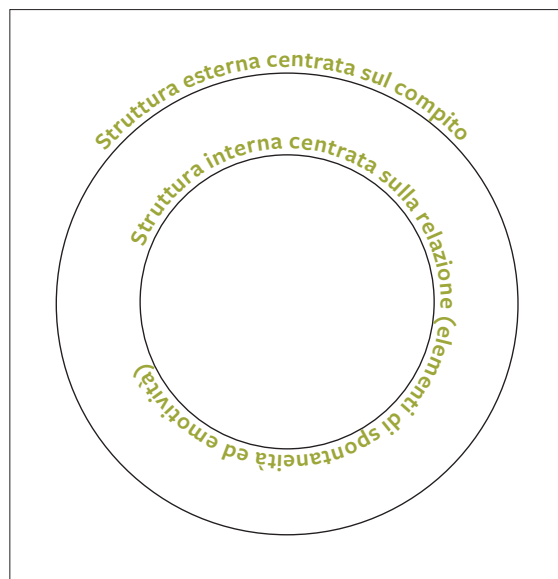 Struttura esterna centrata sul compito
Struttura interna centrata sulla relazione (elementi di spontaneità ed emotività)